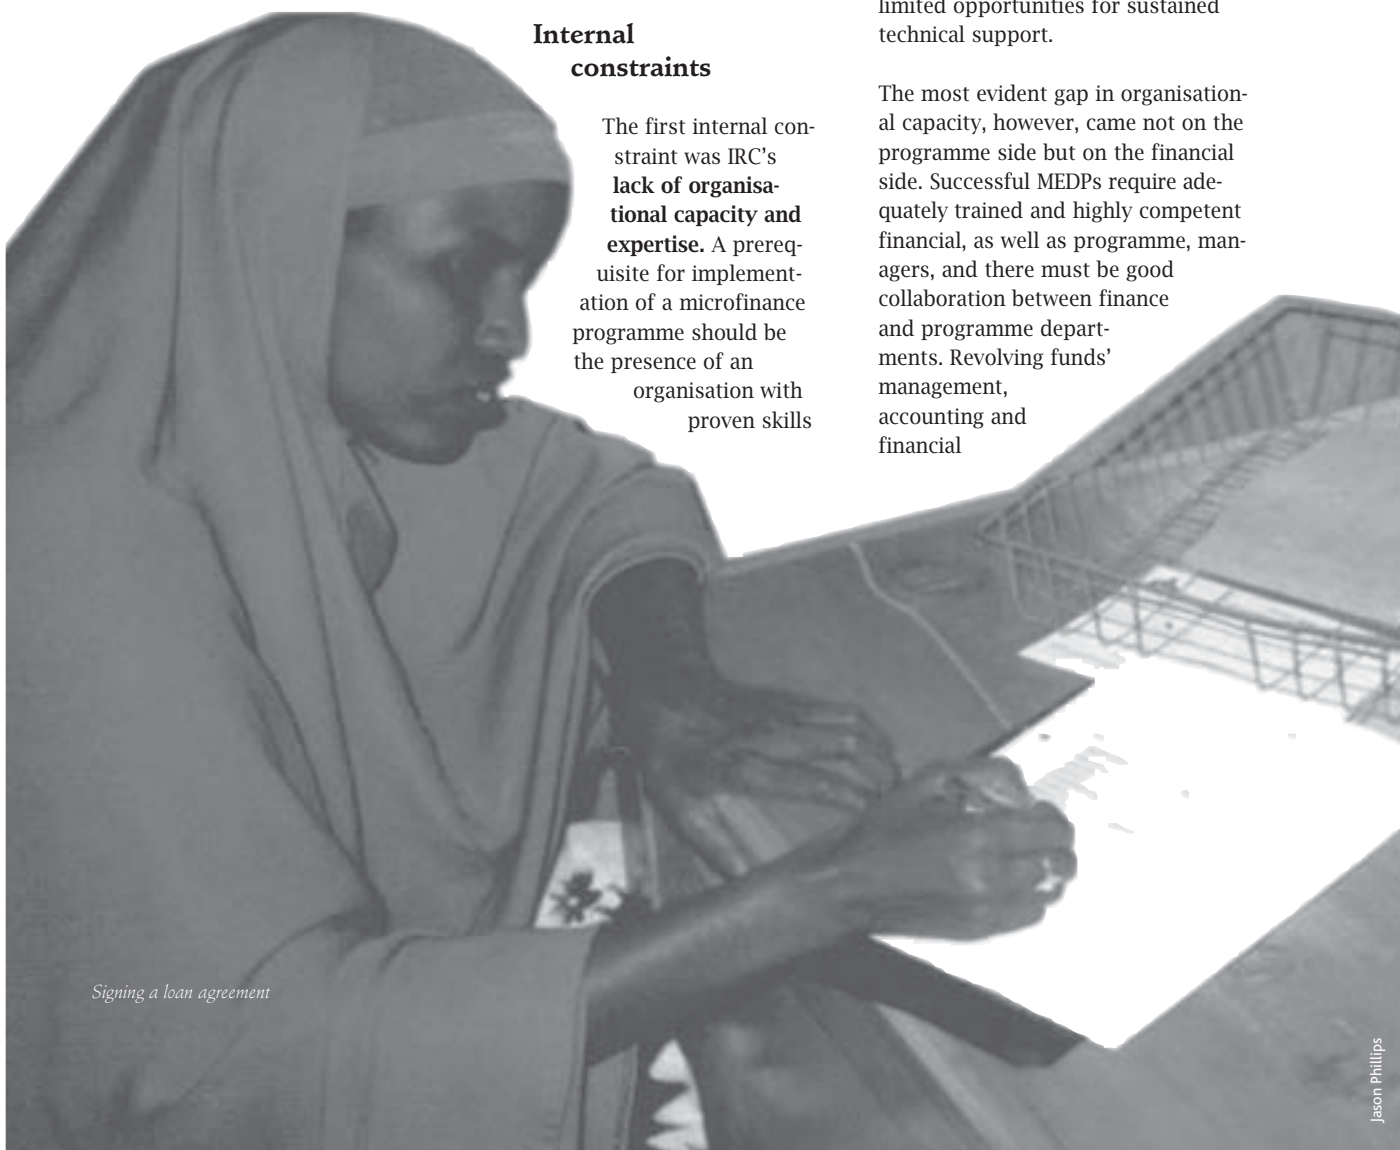 Internal
constraints
The first internal con-
straint was IRC's
lack of organisa-
tional capacity and
expertise. A prereq-
uisite for implement-
ation of a microfinance
programme should be
the presence of an
organisation with
proven skills
limited opportunities for sustained
technical support.
The most evident gap in organisation-
al capacity, however, came not on the
programme side but on the financial
side. Successful MEDPs require ade-
quately trained and highly competent
financial, as well as programme, man-
agers, and there must be good
collaboration between finance
and programme depart-
ments. Revolving funds'
management,
accounting and
financial
Signing a loan agreement
Jason Phillips